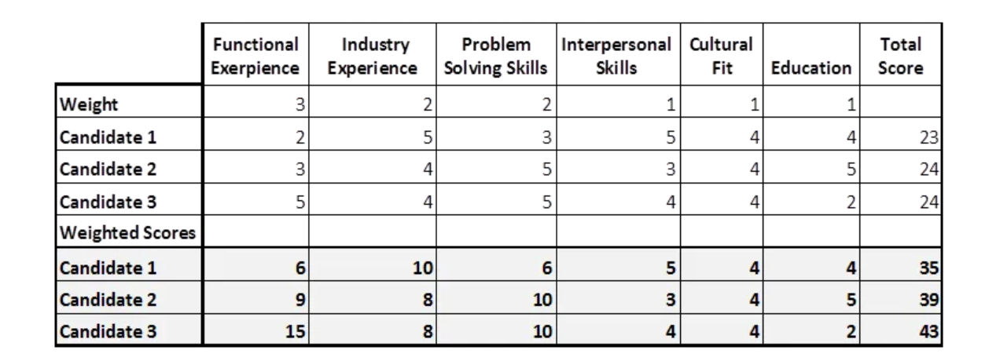 Functional Exerpience Industry Experience Problem Solving Skills Interpersonal Skills Cultural Fit Education Total Score
Weight 3 2 2 1 1 1
Candidate 1 2 5 3 5 4 4 23
Candidate 2 3 4 5 3 4 5 24
Candidate 3 5 4 5 4 4 2 24
Weighted Scores
Candidate 1 6 10 6 5 4 4 35
Candidate 2 9 8 10 3 4 5 39
Candidate 3 15 8 10 4 4 2 43